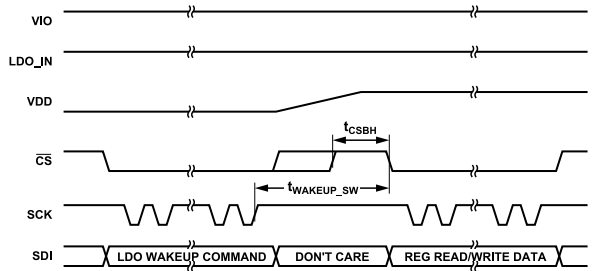 VIO
LDO_IN
VDD
tCSBH
CS
tWAKEUP_SW
SCK
SDI LDO WAKEUP COMMAND DON'T CARE REG READ/WRITE DATA